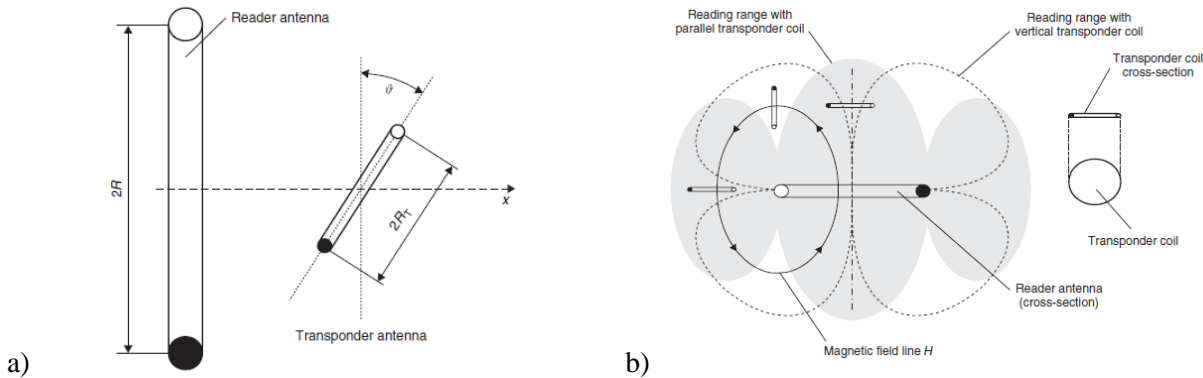 Reader antenna
2R
ϑ
x
2R_T
Transponder antenna
a)
Reading range with
parallel transponder coil
Reading range with
vertical transponder coil
Transponder coil
cross-section
Transponder coil
Reader antenna
(cross-section)
Magnetic field line H
b)